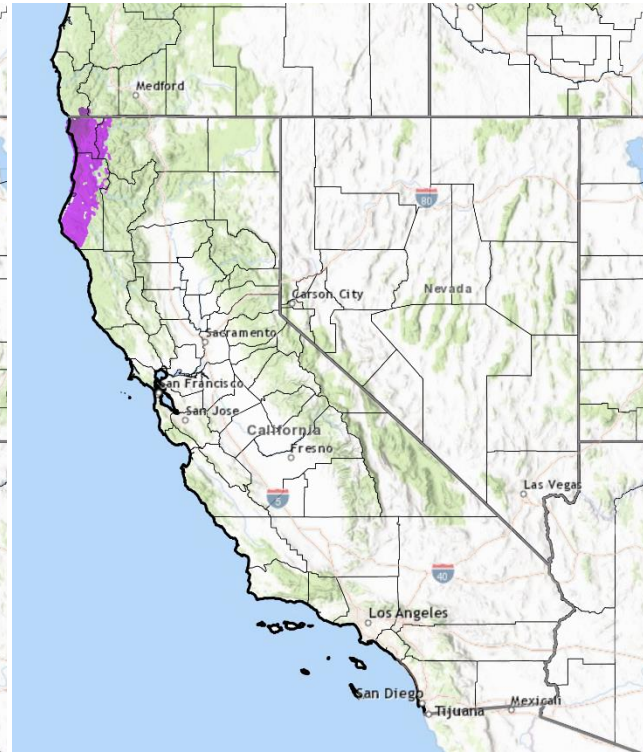 Medford
80
Carson City
Nevada
Sacramento
San Francisco
San Jose
California
Fresno
Las Vegas
5
40
Los Angeles
San Diego
Tijuana
Mexicali